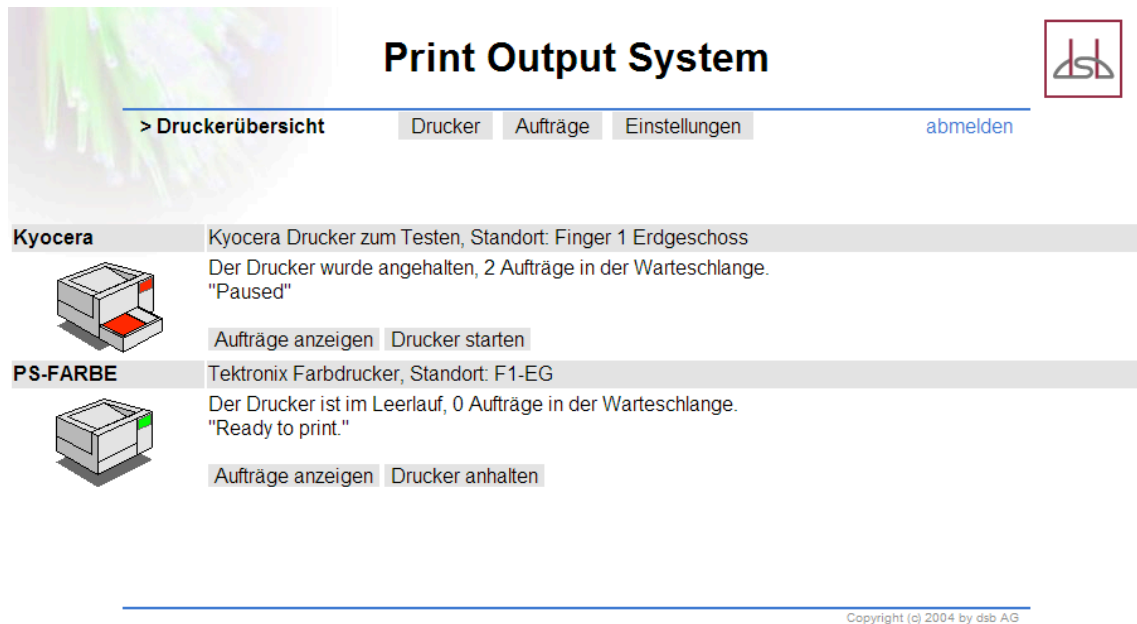 Print Output System
dsb
> Druckerübersicht Drucker Aufträge Einstellungen abmelden
Kyocera Kyocera Drucker zum Testen, Standort: Finger 1 Erdgeschoss
Der Drucker wurde angehalten, 2 Aufträge in der Warteschlange.
"Paused"
Aufträge anzeigen Drucker starten
PS-FARBE Tektronix Farbdrucker, Standort: F1-EG
Der Drucker ist im Leerlauf, 0 Aufträge in der Warteschlange.
"Ready to print."
Aufträge anzeigen Drucker anhalten
Copyright (c) 2004 by dsb AG